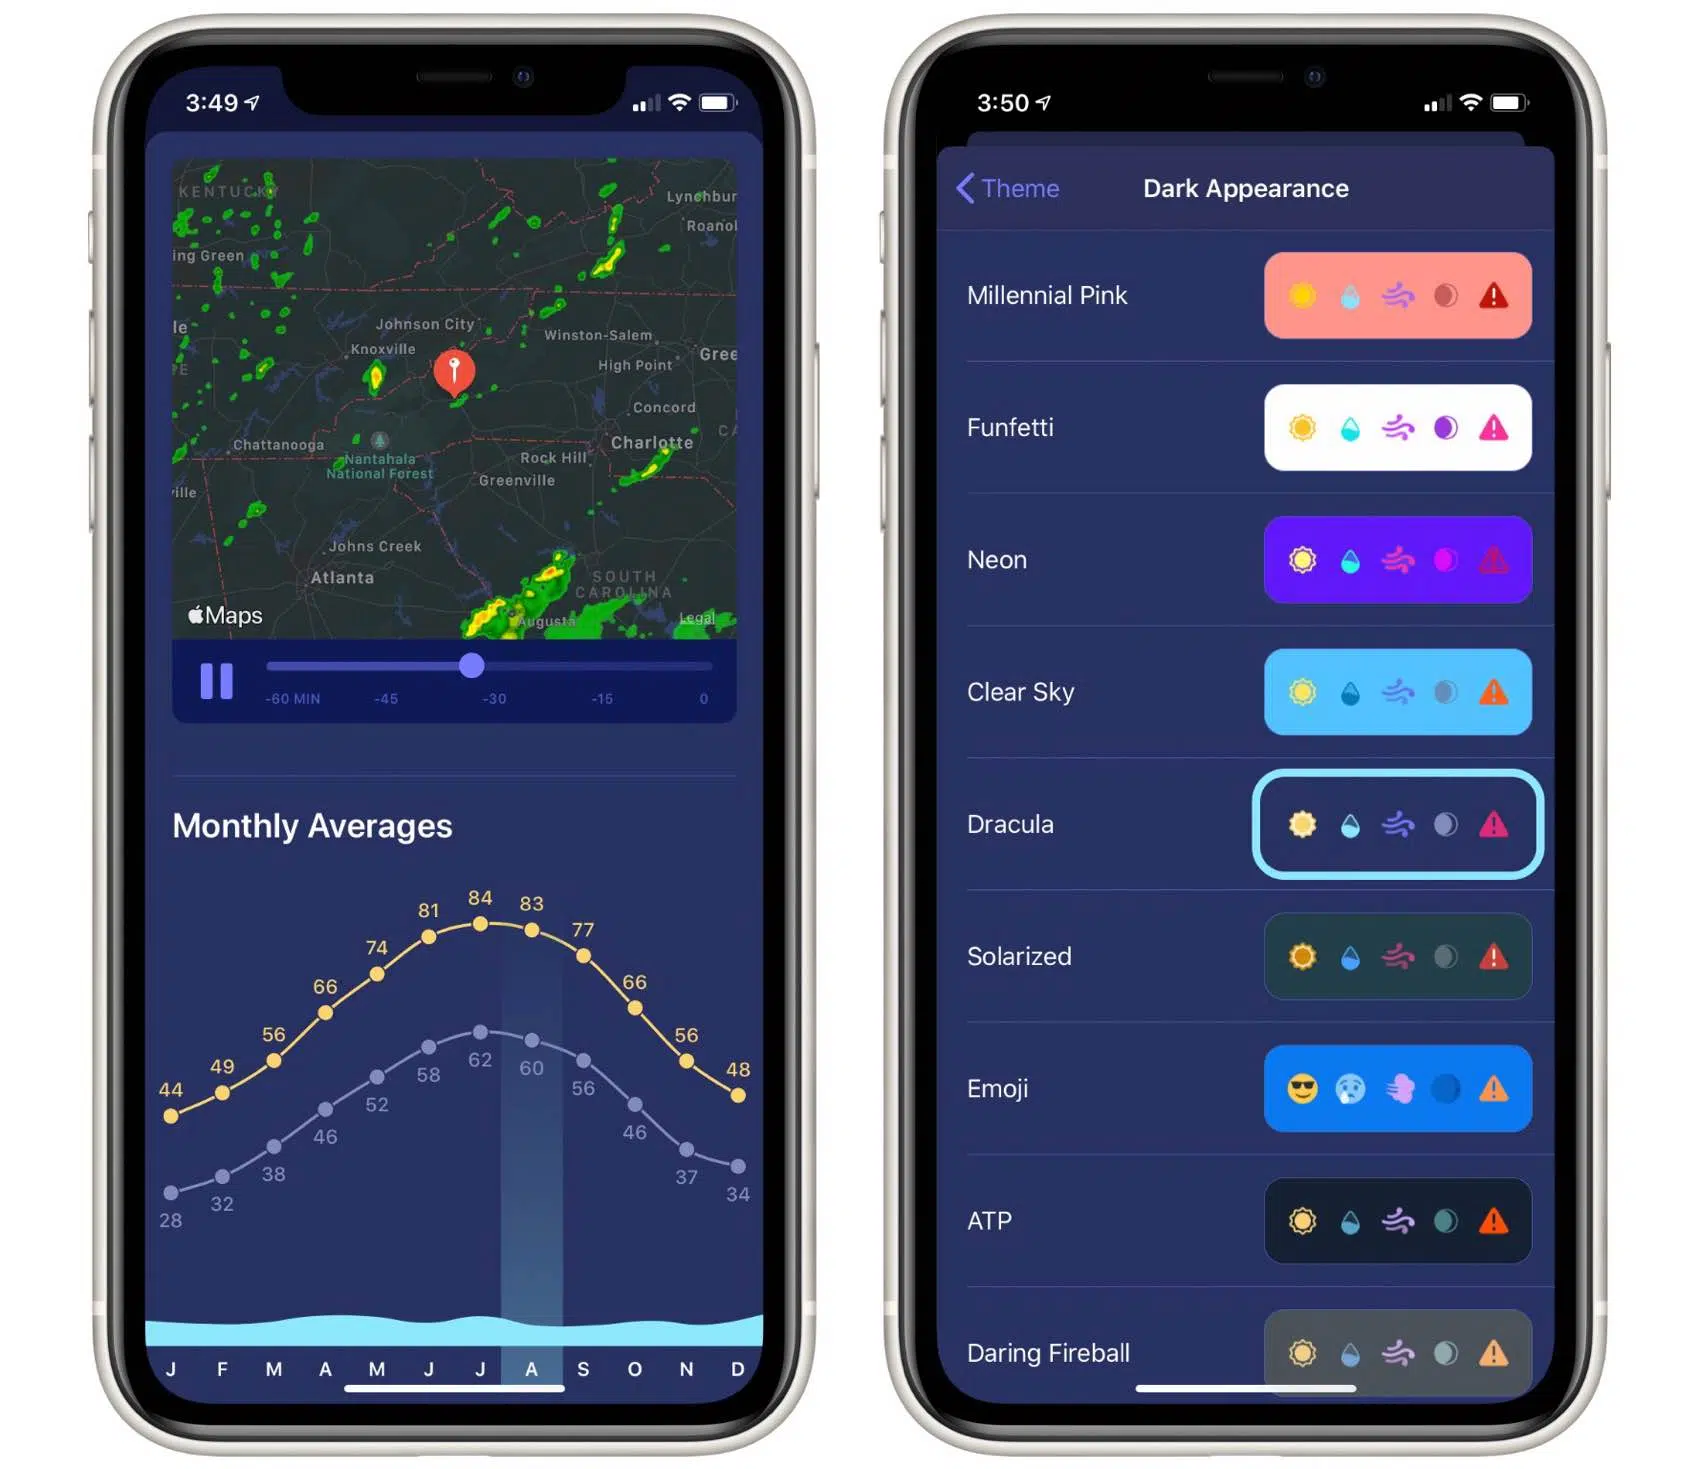 3:49
KENTUCKY
Lynchbur
Roanol
ing Green
le
Johnson City
Winston-Salem
Knoxville
Gree
High Point
Concord
Chattanooga
Charlotte
CA
Nantahala
National Forest
Rock Hill
Greenville
ville
Johns Creek
Atlanta
SOUTH
CAROLINA
Maps
Augusta
Legal
-60 MIN -45 -30 -15 0
Monthly Averages
44 49 56 66 74 81 84 83 77 66 56 48
28 32 38 46 52 58 62 60 56 46 37 34
J F M A M J J A S O N D
3:50
Theme
Dark Appearance
Millennial Pink
Funfetti
Neon
Clear Sky
Dracula
Solarized
Emoji
ATP
Daring Fireball